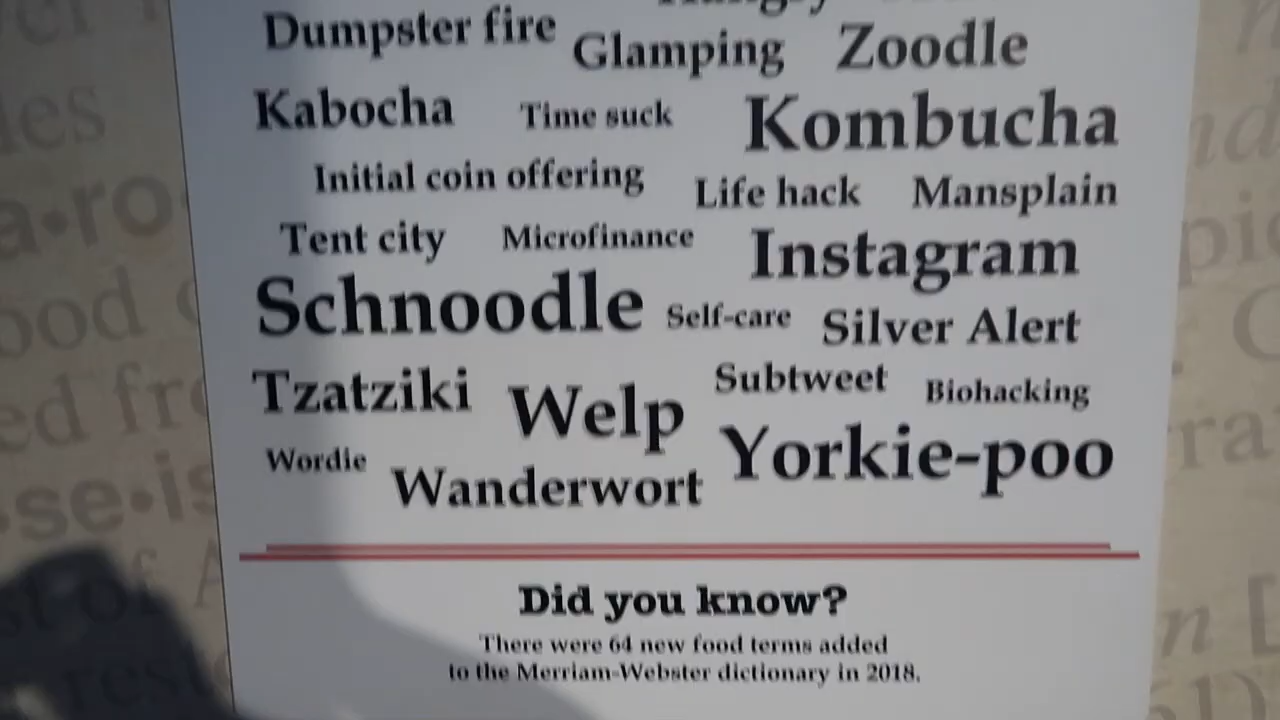 Hangry
Dumpster fire Glamping Zoodle
Kabocha Time suck Kombucha
Initial coin offering Life hack Mansplain
Tent city Microfinance Instagram
Schnoodle Self-care Silver Alert
Tzatziki Welp Subtweet Biohacking
Wordie Wanderwort Yorkie-poo
Did you know?
There were 64 new food terms added
to the Merriam-Webster dictionary in 2018.